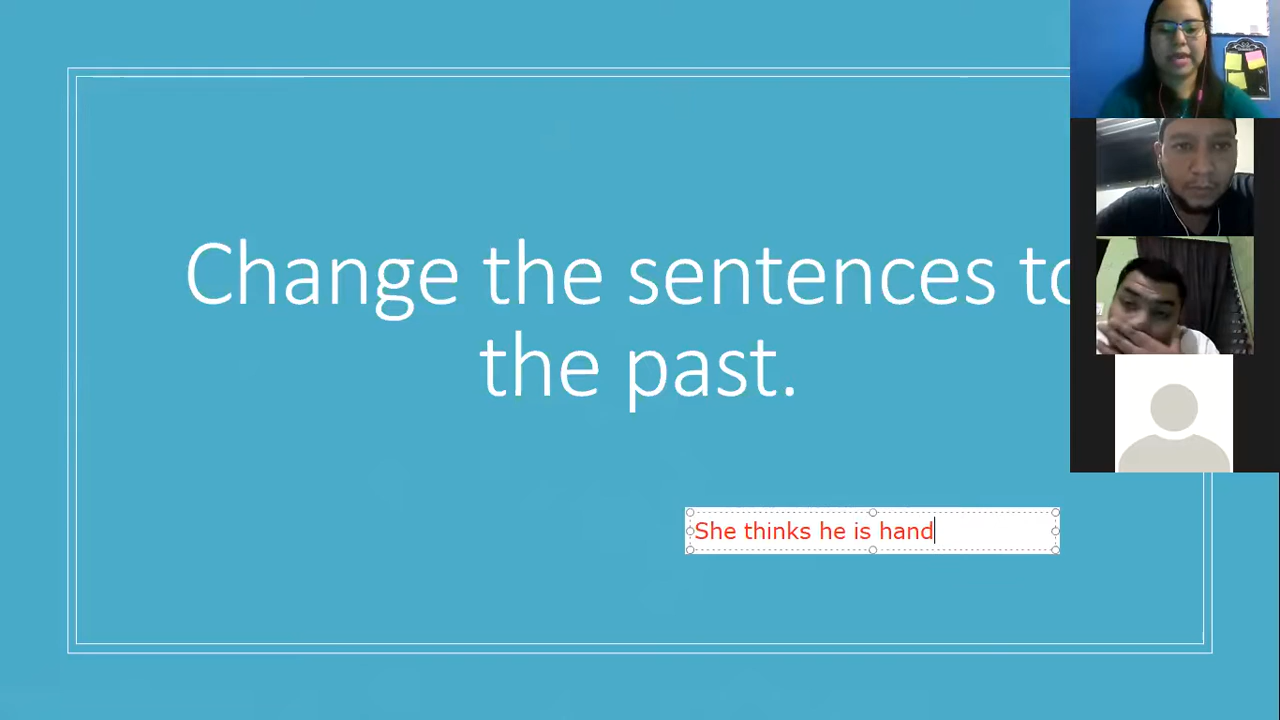 Change the sentences to
the past.
She thinks he is hand